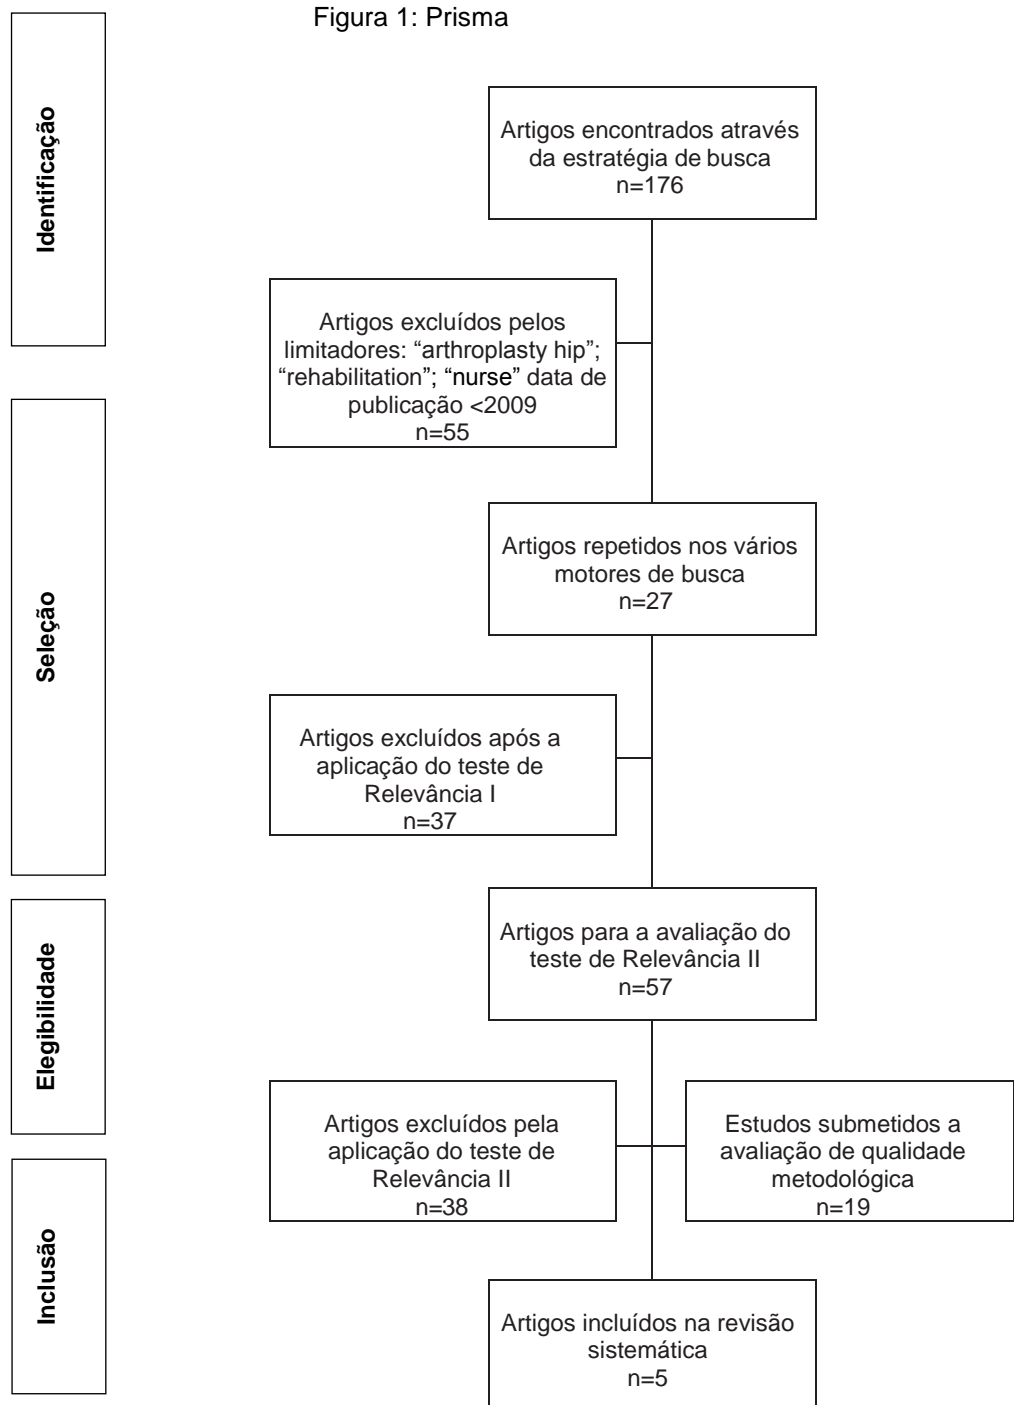 Figura 1: Prisma
Identificação
Artigos encontrados através
da estratégia de busca
n=176
Artigos excluídos pelos
limitadores: “arthroplasty hip”;
“rehabilitation”; “nurse” data de
publicação <2009
n=55
Seleção
Artigos repetidos nos vários
motores de busca
n=27
Artigos excluídos após a
aplicação do teste de
Relevância I
n=37
Elegibilidade
Artigos para a avaliação do
teste de Relevância II
n=57
Artigos excluídos pela
aplicação do teste de
Relevância II
n=38
Estudos submetidos a
avaliação de qualidade
metodológica
n=19
Inclusão
Artigos incluídos na revisão
sistemática
n=5